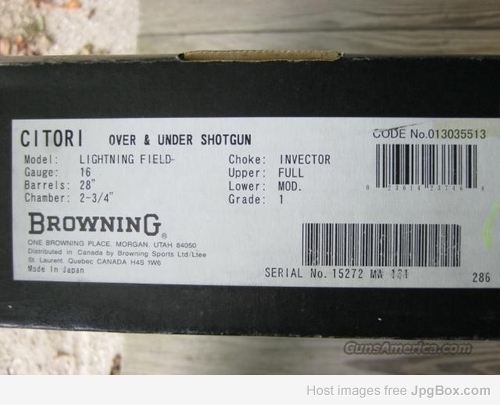 CITORI OVER & UNDER SHOTGUN
CODE No.013035513
Model: LIGHTNING FIELD-
Gauge: 16
Barrels: 28"
Chamber: 2-3/4"
Choke: INVECTOR
Upper: FULL
Lower: MOD.
Grade: 1
BROWNING®
ONE BROWNING PLACE, MORGAN, UTAH 84050
Distributed in Canada by Browning Sports Ltd/Ltee
St. Laurent, Quebec CANADA H4S 1W6
Made In Japan
SERIAL No. 15272 MW
286
GunsAmerica.com
Host images free JpgBox.com